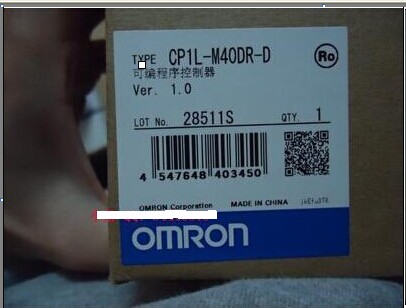 TYPE CP1L-M40DR-D
可编程序控制器
Ver. 1.0
LOT No. 28511S QTY. 1
4 547648 403450
OMRON Corporation MADE IN CHINA
OMRON